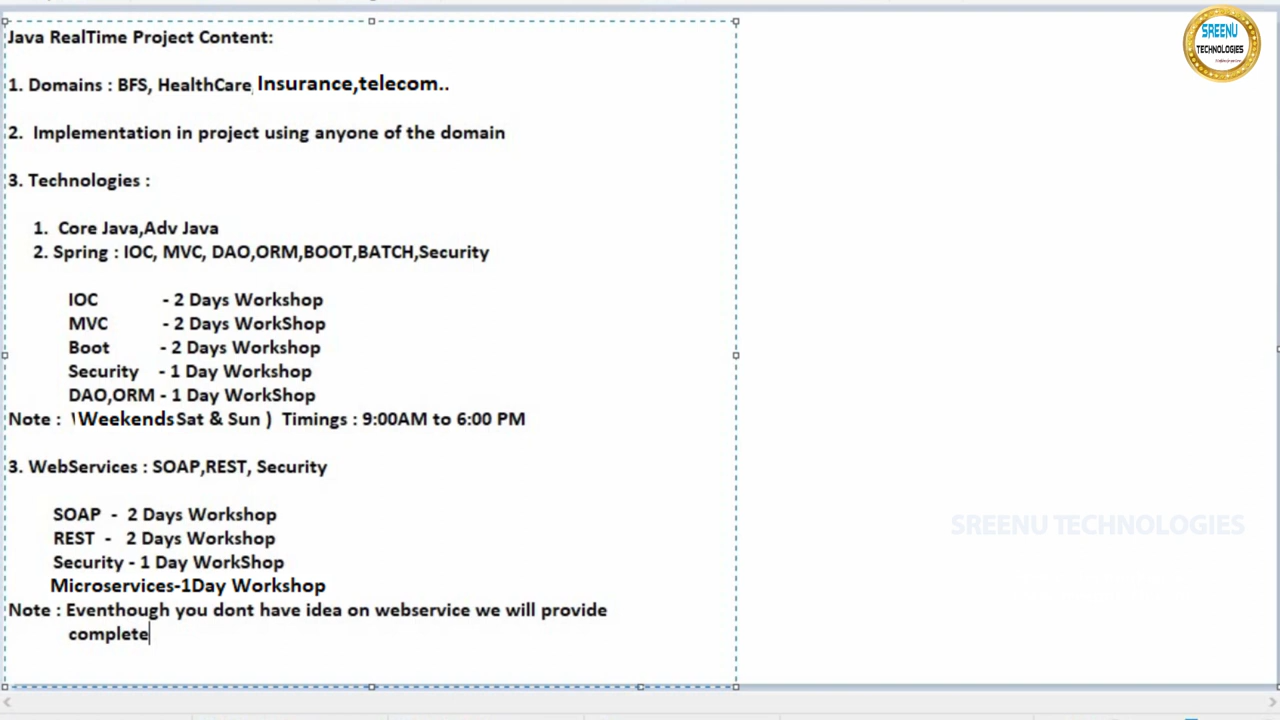 Java RealTime Project Content:
SREENU
TECHNOLOGIES
1. Domains : BFS, HealthCare, Insurance,telecom..
2.  Implementation in project using anyone of the domain
3. Technologies :
1.  Core Java,Adv Java
2. Spring : IOC, MVC, DAO,ORM,BOOT,BATCH,Security
IOC - 2 Days Workshop
MVC - 2 Days WorkShop
Boot - 2 Days Workshop
Security - 1 Day Workshop
DAO,ORM - 1 Day WorkShop
Note : \Weekends Sat & Sun )  Timings : 9:00AM to 6:00 PM
3. WebServices : SOAP,REST, Security
SOAP  -  2 Days Workshop
SREENU TECHNOLOGIES
REST  -   2 Days Workshop
Security - 1 Day WorkShop
Microservices-1Day Workshop
Note : Eventhough you dont have idea on webservice we will provide
complete